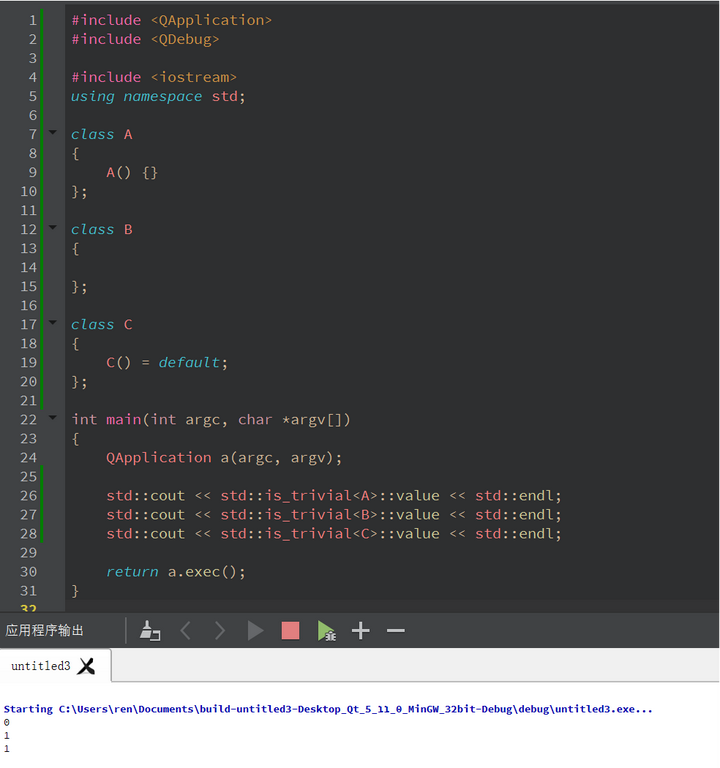 1 #include <QApplication>
2 #include <QDebug>
3
4 #include <iostream>
5 using namespace std;
6
7 class A
8 {
9     A() {}
10 };
11
12 class B
13 {
14
15 };
16
17 class C
18 {
19     C() = default;
20 };
21
22 int main(int argc, char *argv[])
23 {
24     QApplication a(argc, argv);
25
26     std::cout << std::is_trivial<A>::value << std::endl;
27     std::cout << std::is_trivial<B>::value << std::endl;
28     std::cout << std::is_trivial<C>::value << std::endl;
29
30     return a.exec();
31 }
32
应用程序输出
untitled3
Starting C:\Users\ren\Documents\build-untitled3-Desktop_Qt_5_11_0_MinGW_32bit-Debug\debug\untitled3.exe...
0
1
1